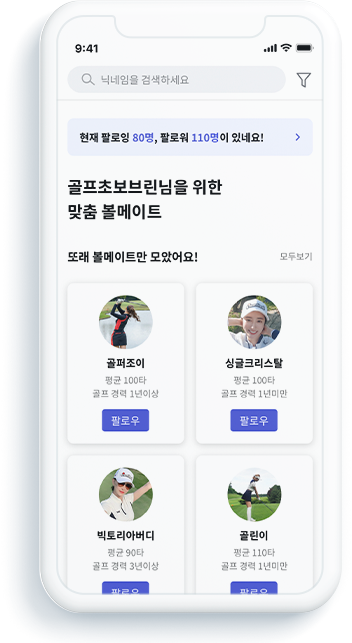 9:41
닉네임을 검색하세요
현재 팔로잉 80명, 팔로워 110명이 있네요!
골프초보브린님을 위한
맞춤 볼메이트
또래 볼메이트만 모았어요! 모두보기
골퍼조이 싱글크리스탈
평균 100타 평균 100타
골프 경력 1년이상 골프 경력 1년미만
팔로우 팔로우
빅토리아버디 골린이
평균 90타 평균 110타
골프 경력 3년이상 골프 경력 1년미만
팔로우 팔로우